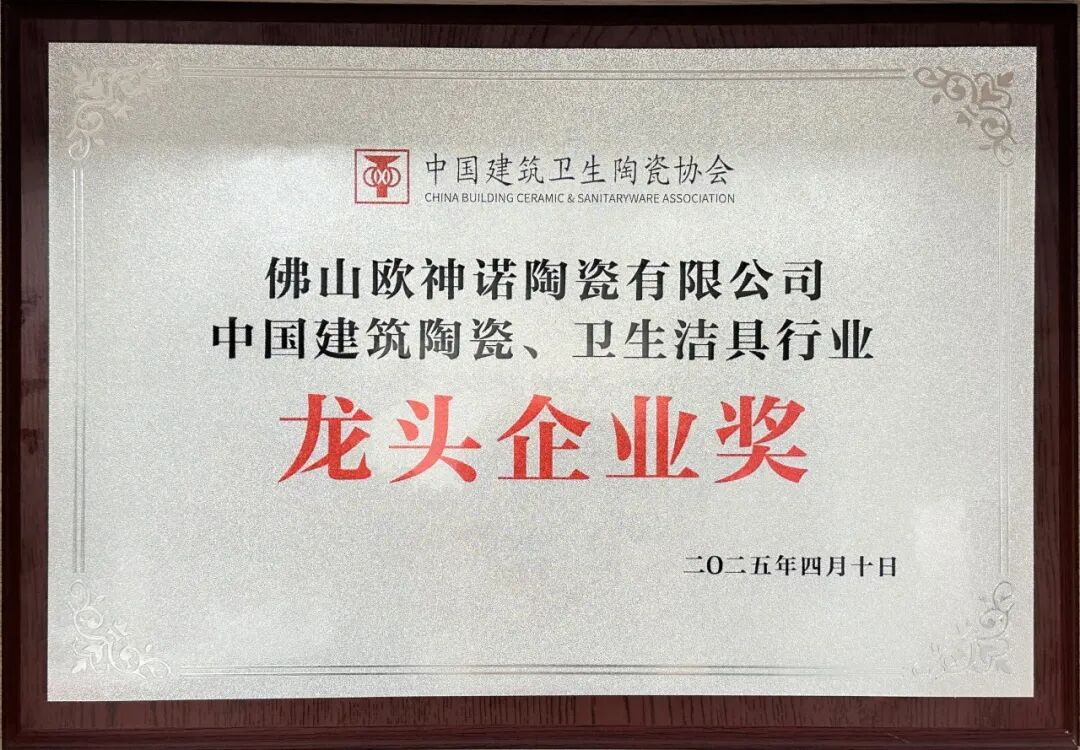 中国建筑卫生陶瓷协会
CHINA BUILDING CERAMIC & SANITARYWARE ASSOCIATION
佛山欧神诺陶瓷有限公司
中国建筑陶瓷、卫生洁具行业
龙头企业奖
二〇二五年四月十日